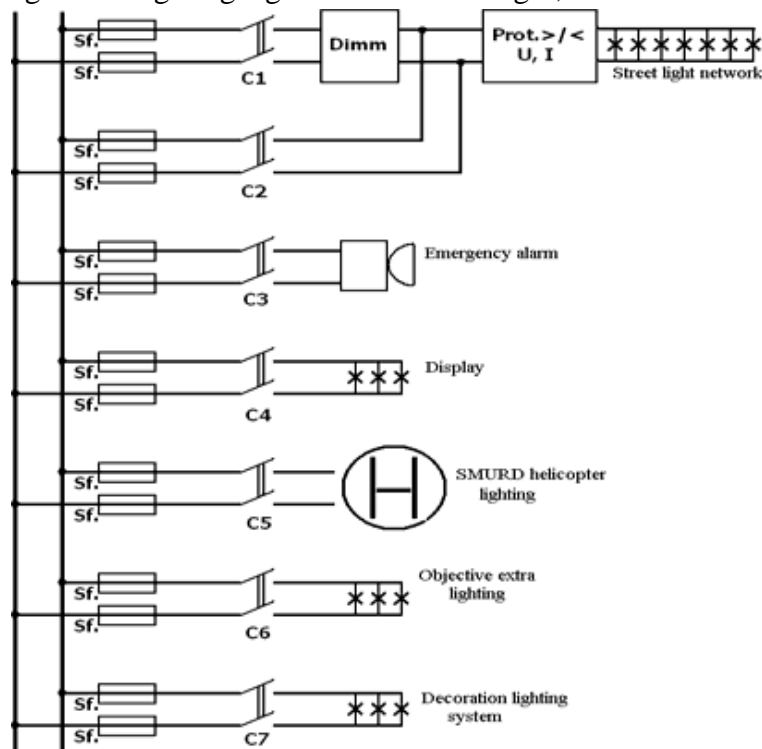 Sf.
Sf.
C1
Dimm
Prot.>/<
U, I
Street light network
Sf.
Sf.
C2
Sf.
Sf.
C3
Emergency alarm
Sf.
Sf.
C4
Display
Sf.
Sf.
C5
H
SMURD helicopter
lighting
Sf.
Sf.
C6
Objective extra
lighting
Sf.
Sf.
C7
Decoration lighting
system